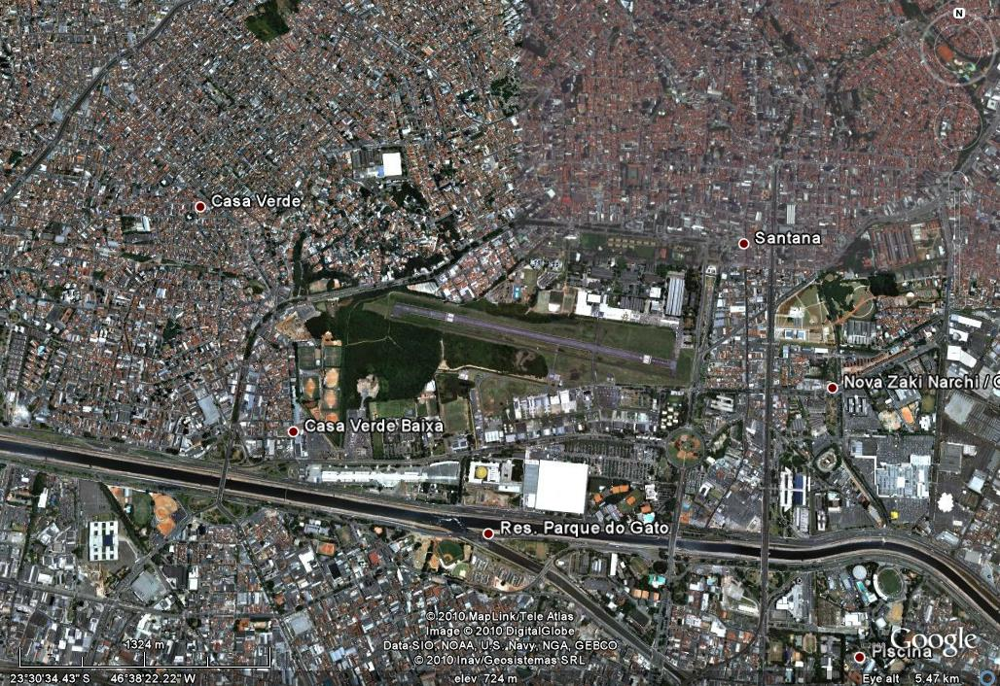 N
Casa Verde
Santana
Nova Zaki Narchi / C
Casa Verde Baixa
Res. Parque do Gato
© 2010 MapLink/Tele Atlas
Image © 2010 DigitalGlobe
Data SIO, NOAA, U.S. Navy, NGA, GEBCO
© 2010 Inav/Geosistemas SRL
©2010 Google
Piscina
1324 m
23°30'34.43" S 46°38'22.22" W elev 724 m Eye alt 5.47 km